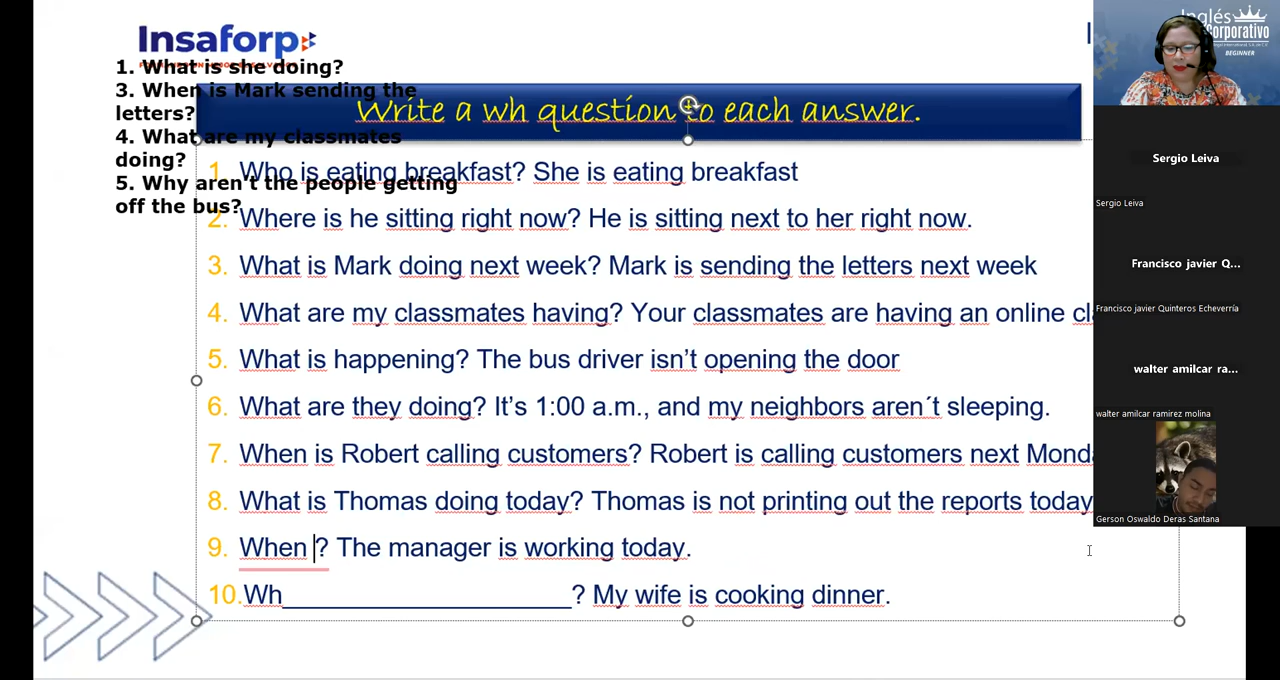 Insaforp
1. What is she doing?
3. When is Mark sending the
letters?
4. What are my classmates
doing?
5. Why aren't the people getting
off the bus?
Write a wh question to each answer.
1. Who is eating breakfast? She is eating breakfast
2. Where is he sitting right now? He is sitting next to her right now.
3. What is Mark doing next week? Mark is sending the letters next week
4. What are my classmates having? Your classmates are having an online cl
5. What is happening? The bus driver isn't opening the door
6. What are they doing? It's 1:00 a.m., and my neighbors aren´t sleeping.
7. When is Robert calling customers? Robert is calling customers next Monda
8. What is Thomas doing today? Thomas is not printing out the reports today
9. When ? The manager is working today.
10. Wh____________________? My wife is cooking dinner.
Inglés
Corporativo
BEGINNER
Sergio Leiva
Sergio Leiva
Francisco javier Q...
Francisco javier Quinteros Echeverría
walter amilcar ra...
walter amilcar ramirez molina
Gerson Oswaldo Deras Santana